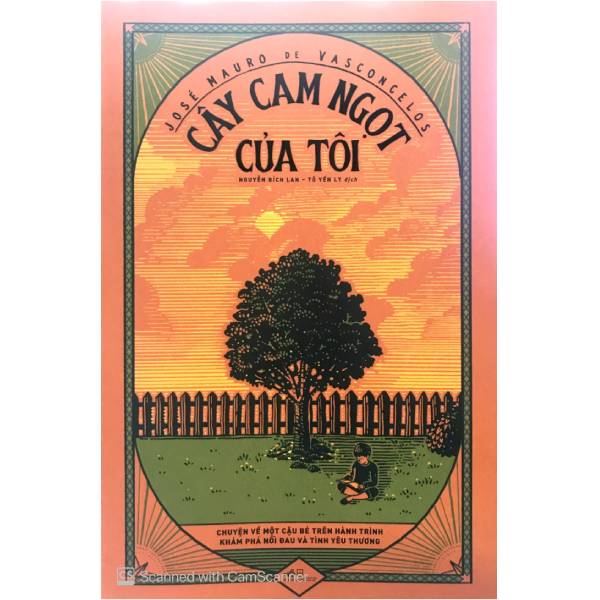 JOSÉ MAURO DE VASCONCELOS
CÂY CAM NGỌT
CỦA TÔI
NGUYỄN BÍCH LAN – TÔ YẾN LY dịch
CHUYỆN VỀ MỘT CẬU BÉ TRÊN HÀNH TRÌNH
KHÁM PHÁ NỖI ĐAU VÀ TÌNH YÊU THƯƠNG
CS Scanned with CamScanner